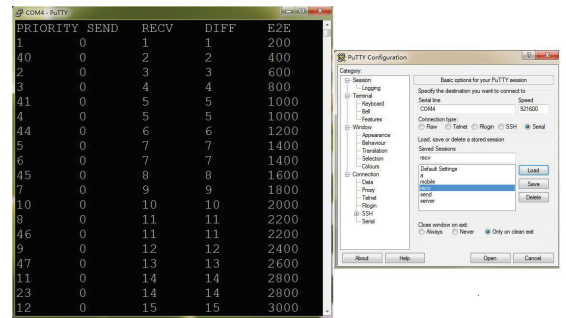 COM4 - PuTTY
PRIORITY SEND RECV DIFF E2E
1 0 1 1 200
40 0 2 2 400
2 0 3 3 600
3 0 4 4 800
41 0 5 5 1000
4 0 5 5 1000
44 0 6 6 1200
5 0 7 7 1400
6 0 7 7 1400
45 0 8 8 1600
7 0 9 9 1800
10 0 10 10 2000
8 0 11 11 2200
46 0 11 11 2200
9 0 12 12 2400
47 0 13 13 2600
11 0 14 14 2800
23 0 14 14 2800
12 0 15 15 3000
PuTTY Configuration
Category:
Session
Logging
Terminal
Keyboard
Bell
Features
Window
Appearance
Behaviour
Translation
Selection
Colours
Connection
Data
Proxy
Telnet
Rlogin
SSH
Serial
Basic options for your PuTTY session
Specify the destination you want to connect to
Serial line Speed
COM4 921600
Connection type:
Raw Telnet Rlogin SSH Serial
Load, save or delete a stored session
Saved Sessions
recv
Default Settings
a
mobile
recv
send
server
Load
Save
Delete
Close window on exit:
Always Never Only on clean exit
About Help Open Cancel